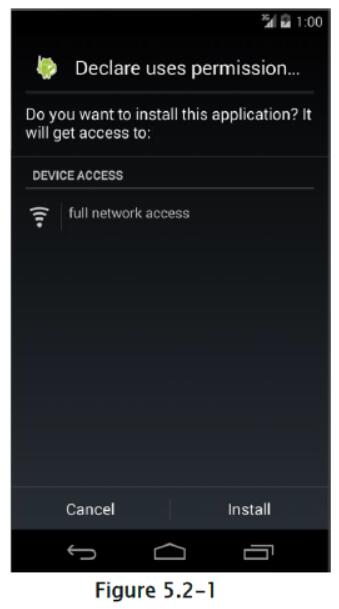 3G 1:00
Declare uses permission...
Do you want to install this application? It
will get access to:
DEVICE ACCESS
full network access
Cancel Install
Figure 5.2-1